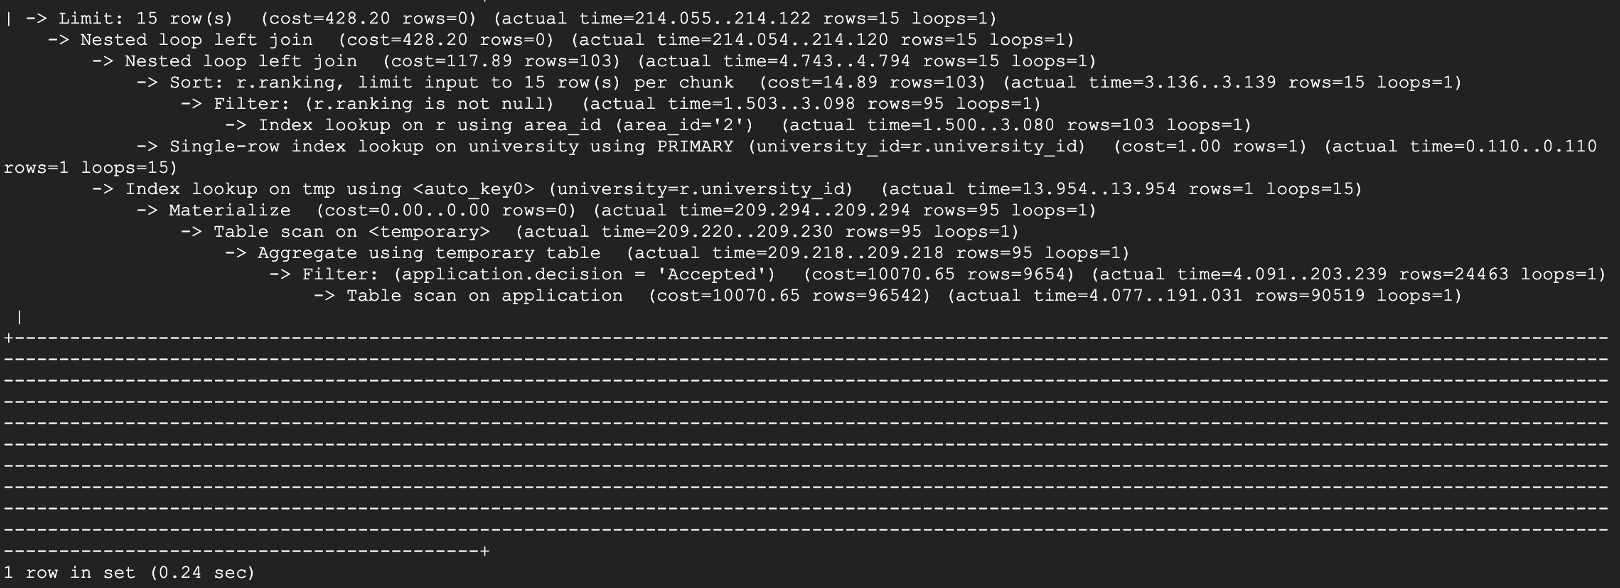 | -> Limit: 15 row(s)  (cost=428.20 rows=0) (actual time=214.055..214.122 rows=15 loops=1)
    -> Nested loop left join  (cost=428.20 rows=0) (actual time=214.054..214.120 rows=15 loops=1)
        -> Nested loop left join  (cost=117.89 rows=103) (actual time=4.743..4.794 rows=15 loops=1)
            -> Sort: r.ranking, limit input to 15 row(s) per chunk  (cost=14.89 rows=103) (actual time=3.136..3.139 rows=15 loops=1)
                -> Filter: (r.ranking is not null)  (actual time=1.503..3.098 rows=95 loops=1)
                    -> Index lookup on r using area_id (area_id='2')  (actual time=1.500..3.080 rows=103 loops=1)
            -> Single-row index lookup on university using PRIMARY (university_id=r.university_id)  (cost=1.00 rows=1) (actual time=0.110..0.110
rows=1 loops=15)
        -> Index lookup on tmp using <auto_key0> (university=r.university_id)  (actual time=13.954..13.954 rows=1 loops=15)
            -> Materialize  (cost=0.00..0.00 rows=0) (actual time=209.294..209.294 rows=95 loops=1)
                -> Table scan on <temporary>  (actual time=209.220..209.230 rows=95 loops=1)
                    -> Aggregate using temporary table  (actual time=209.218..209.218 rows=95 loops=1)
                        -> Filter: (application.decision = 'Accepted')  (cost=10070.65 rows=9654) (actual time=4.091..203.239 rows=24463 loops=1)
                            -> Table scan on application  (cost=10070.65 rows=96542) (actual time=4.077..191.031 rows=90519 loops=1)
 |
1 row in set (0.24 sec)